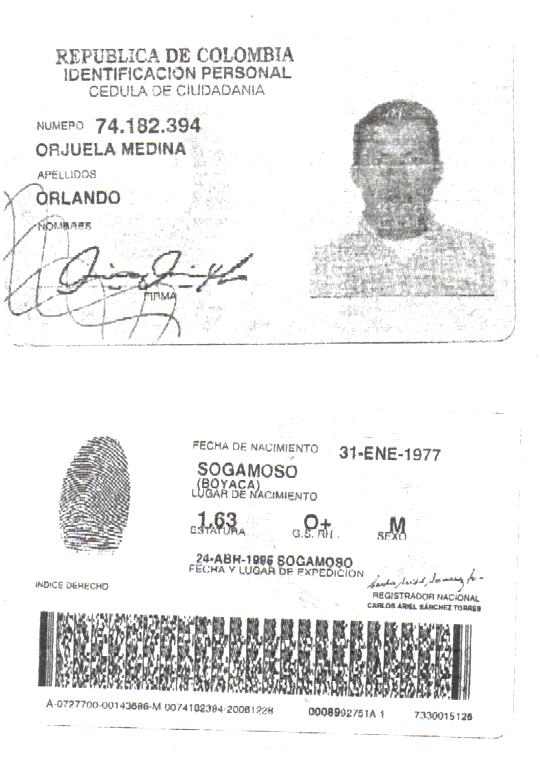 REPUBLICA DE COLOMBIA
IDENTIFICACION PERSONAL
CEDULA DE CIUDADANIA
NUMERO 74.182.394
ORJUELA MEDINA
APELLIDOS
ORLANDO
NOMBRES
FIRMA
FECHA DE NACIMIENTO 31-ENE-1977
SOGAMOSO
(BOYACA)
LUGAR DE NACIMIENTO
1.63 O+ M
ESTATURA G.S. RH SEXO
24-ABR-1995 SOGAMOSO
FECHA Y LUGAR DE EXPEDICION
INDICE DERECHO
REGISTRADOR NACIONAL
CARLOS ARIEL SÁNCHEZ TORRES
A-0727700-00143686-M 0074182394-20061228 0008902751A 1 7330015126